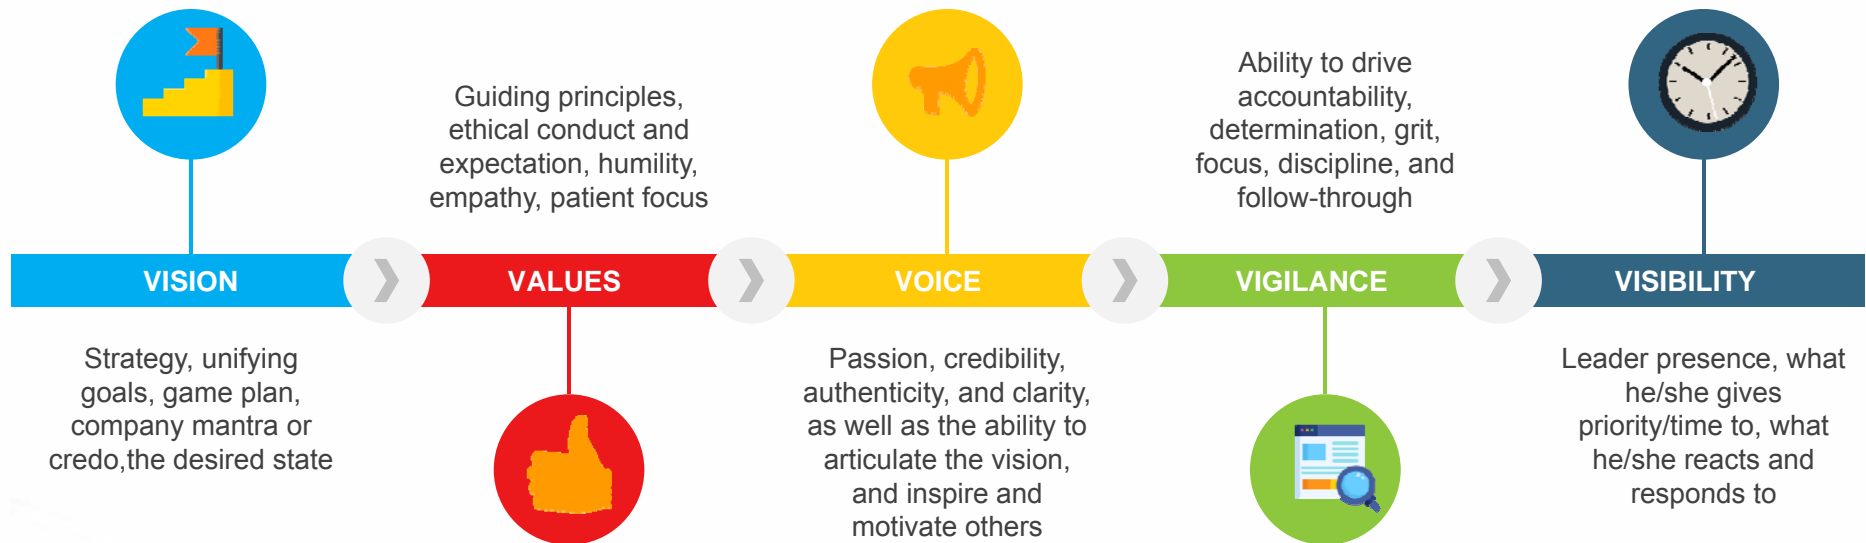 VISION
Strategy, unifying
goals, game plan,
company mantra or
credo,the desired state
Guiding principles,
ethical conduct and
expectation, humility,
empathy, patient focus
VALUES
VOICE
Passion, credibility,
authenticity, and clarity,
as well as the ability to
articulate the vision,
and inspire and
motivate others
Ability to drive
accountability,
determination, grit,
focus, discipline, and
follow-through
VIGILANCE
VISIBILITY
Leader presence, what
he/she gives
priority/time to, what
he/she reacts and
responds to